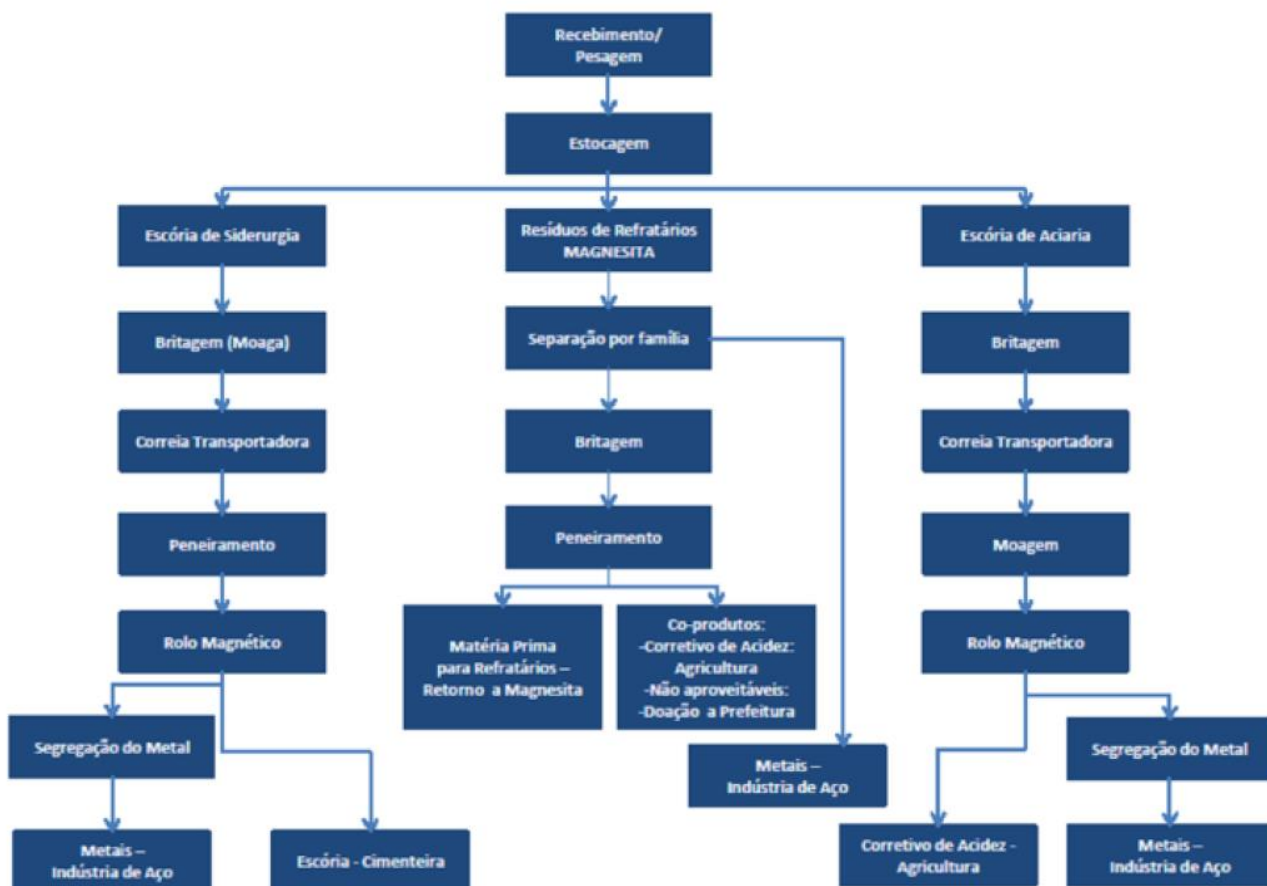 Recebimento/
Pesagem
Estocagem
Escória de Siderurgia
Resíduos de Refratários
MAGNESITA
Escória de Aciaria
Britagem (Moaga)
Separação por família
Britagem
Correia Transportadora
Britagem
Correia Transportadora
Peneiramento
Peneiramento
Moagem
Rolo Magnético
Matéria Prima
para Refratários –
Retorno a Magnesita
Co-produtos:
-Corretivo de Acidez:
Agricultura
-Não aproveitáveis:
-Doação a Prefeitura
Rolo Magnético
Segregação do Metal
Metais –
Indústria de Aço
Segregação do Metal
Metais –
Indústria de Aço
Escória - Cimenteira
Corretivo de Acidez -
Agricultura
Metais –
Indústria de Aço